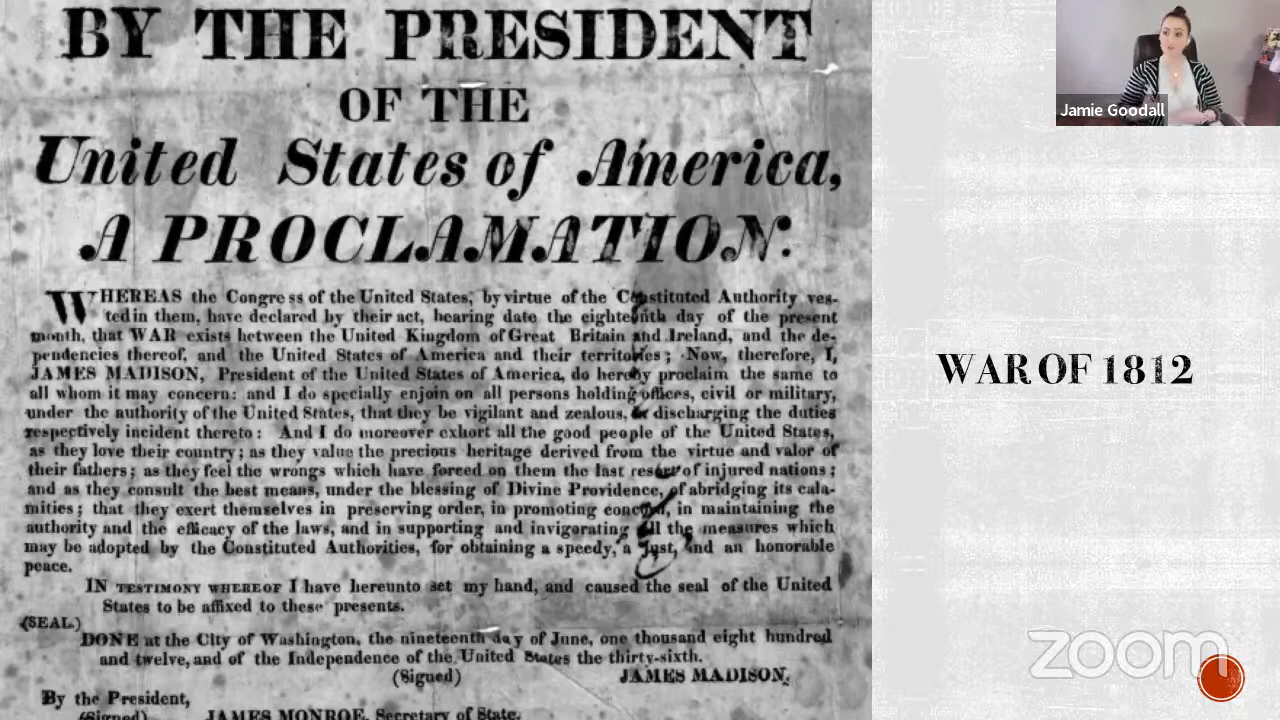 BY THE PRESIDENT
OF THE
United States of America,
A PROCLAMATION:
WHEREAS the Congress of the United States, by virtue of the Constituted Authority ves-
ted in them, have declared by their act, bearing date the eighteenth day of the present
month, that WAR exists between the United Kingdom of Great Britain and Ireland, and the de-
pendencies thereof, and the United States of America and their territories; Now, therefore, I,
JAMES MADISON, President of the United States of America, do hereby proclaim the same to
all whom it may concern: and I do specially enjoin on all persons holding offices, civil or military,
under the authority of the United States, that they be vigilant and zealous, discharging the duties
respectively incident thereto: And I do moreover exhort all the good people of the United States,
as they love their country; as they value the precious heritage derived from the virtue and valor of
their fathers; as they feel the wrongs which have forced on them the last resort of injured nations;
and as they consult the best means, under the blessing of Divine Providence, of abridging its cala-
mities; that they exert themselves in preserving order, in promoting concord, in maintaining the
authority and the efficacy of the laws, and in supporting and invigorating all the measures which
may be adopted by the Constituted Authorities, for obtaining a speedy, a just, and an honorable
peace.
IN TESTIMONY WHEREOF I have hereunto set my hand, and caused the seal of the United
States to be affixed to these presents.
(SEAL.)
DONE at the City of Washington, the nineteenth day of June, one thousand eight hundred
and twelve, and of the Independence of the United States the thirty-sixth.
(Signed) JAMES MADISON.
By the President,
(Signed) JAMES MONROE, Secretary of State.
WAR OF 1812
Jamie Goodall
zoom